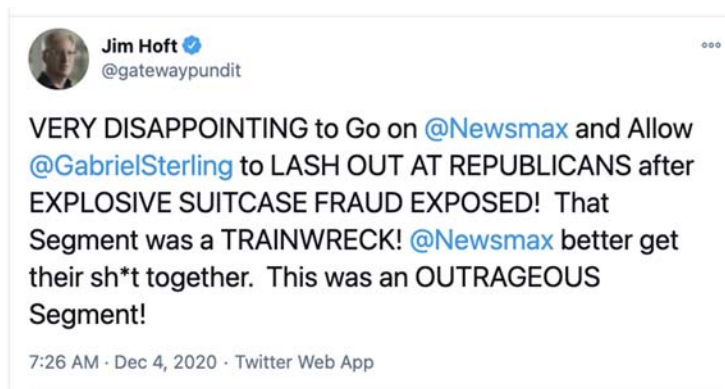 Jim Hoft
@gatewaypundit
VERY DISAPPOINTING to Go on @Newsmax and Allow
@GabrielSterling to LASH OUT AT REPUBLICANS after
EXPLOSIVE SUITCASE FRAUD EXPOSED! That
Segment was a TRAINWRECK! @Newsmax better get
their sh*t together. This was an OUTRAGEOUS
Segment!
7:26 AM · Dec 4, 2020 · Twitter Web App